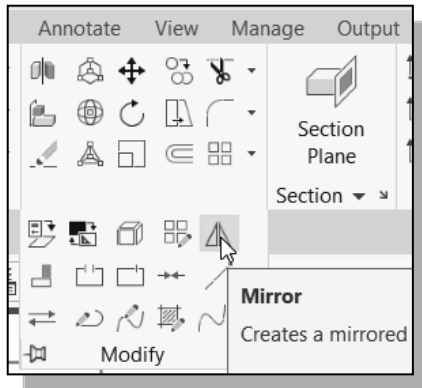 Annotate View Manage Output
Section
Plane
Section
Mirror
Creates a mirrored
Modify